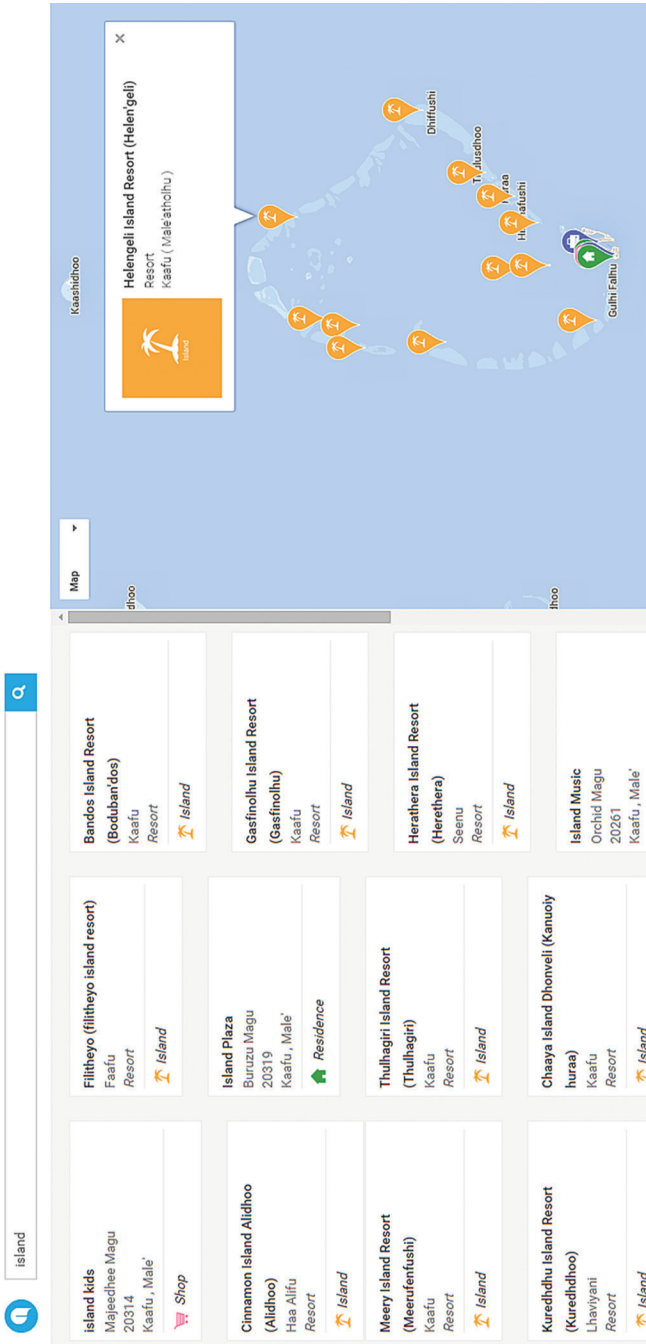 island
island kids
Majeedhee Magu
20314
Kaafu , Male'
Shop
Filitheyo (filitheyo island resort)
Faafu
Resort
Island
Bandos Island Resort
(Boduban'dos)
Kaafu
Resort
Island
Cinnamon Island Alidhoo
(Alidhoo)
Haa Alifu
Resort
Island
Island Plaza
Buruzu Magu
20319
Kaafu , Male'
Residence
Gasfinolhu Island Resort
(Gasfinolhu)
Kaafu
Resort
Island
Meery Island Resort
(Meerufenfushi)
Kaafu
Resort
Island
Thulhagiri Island Resort
(Thulhagiri)
Kaafu
Resort
Island
Herathera Island Resort
(Herethera)
Seenu
Resort
Island
Kuredhdhu Island Resort
(Kuredhdhoo)
Lhaviyani
Resort
Island
Chaaya Island Dhonveli (Kanuoiy
huraa)
Kaafu
Resort
Island
Island Music
Orchid Magu
20261
Kaafu , Male'
Map
dhoo
Kaashidhoo
Island
Helengeli Island Resort (Helen'geli)
Resort
Kaafu ( Male'atholhu )
Dhiffushi
Gulhi Falhu
dhoo